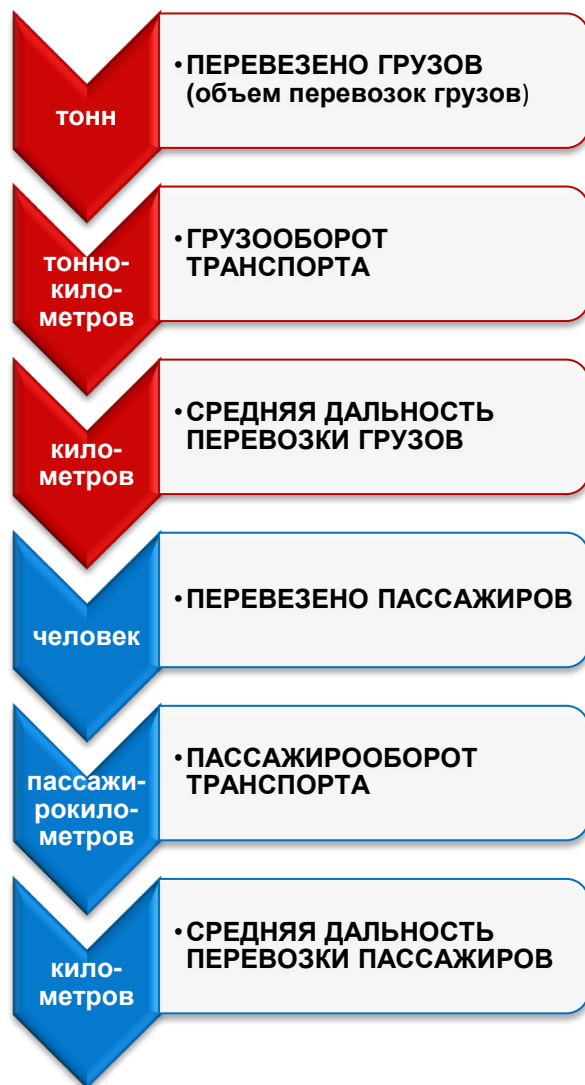 тонн
•ПЕРЕВЕЗЕНО ГРУЗОВ
(объем перевозок грузов)
тонно-
кило-
метров
•ГРУЗООБОРОТ
ТРАНСПОРТА
кило-
метров
•СРЕДНЯЯ ДАЛЬНОСТЬ
ПЕРЕВОЗКИ ГРУЗОВ
человек
•ПЕРЕВЕЗЕНО ПАССАЖИРОВ
пассажи-
рокило-
метров
•ПАССАЖИРООБОРОТ
ТРАНСПОРТА
кило-
метров
•СРЕДНЯЯ ДАЛЬНОСТЬ
ПЕРЕВОЗКИ ПАССАЖИРОВ